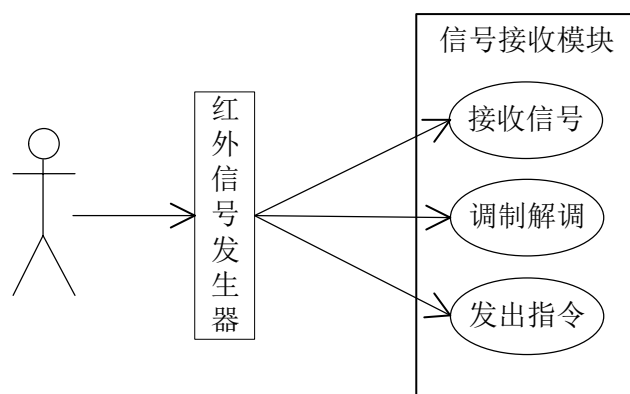 信号接收模块
红外信号发生器
接收信号
调制解调
发出指令